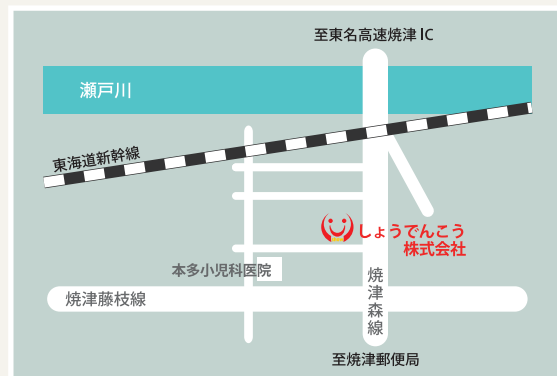 至東名高速焼津IC
瀬戸川
東海道新幹線
しょうでんこう
株式会社
本多小児科医院
焼津藤枝線
焼津森線
至焼津郵便局